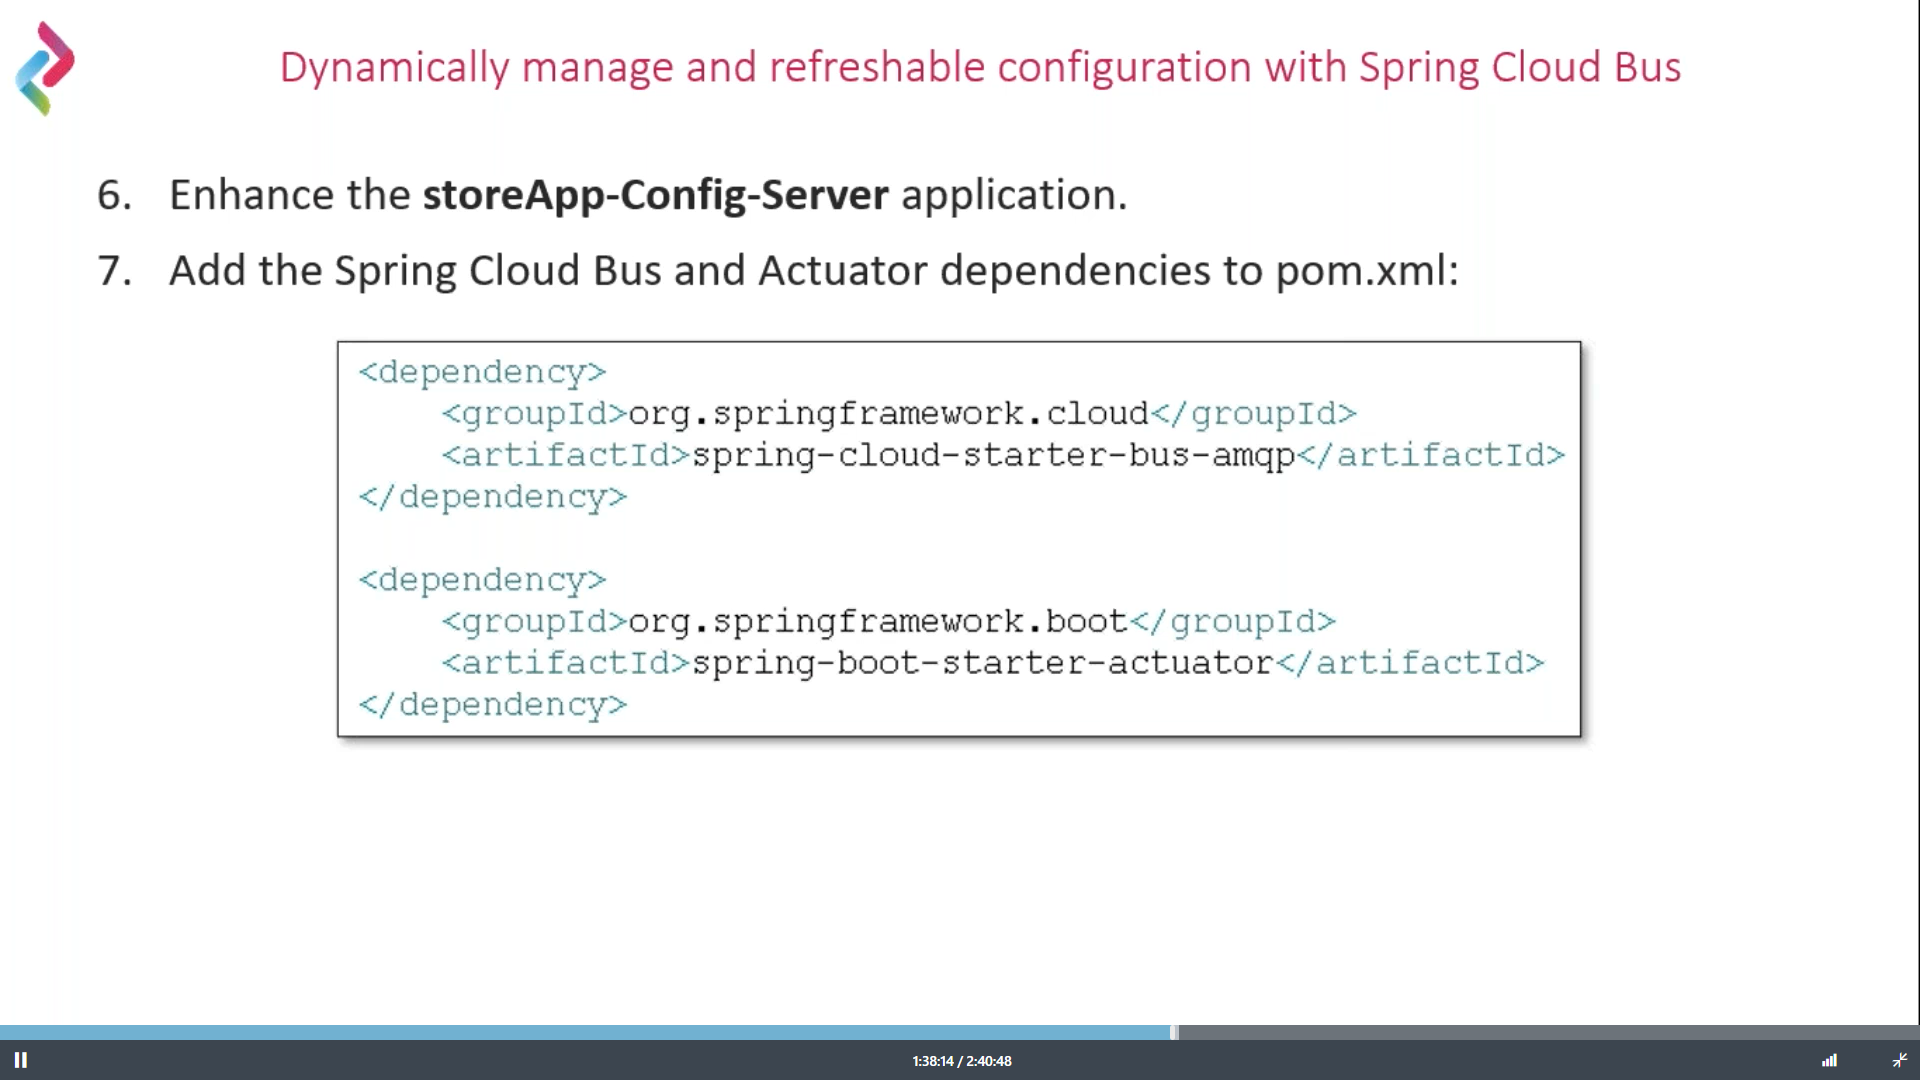 Dynamically manage and refreshable configuration with Spring Cloud Bus
6. Enhance the storeApp-Config-Server application.
7. Add the Spring Cloud Bus and Actuator dependencies to pom.xml:
<dependency>
    <groupId>org.springframework.cloud</groupId>
    <artifactId>spring-cloud-starter-bus-amqp</artifactId>
</dependency>

<dependency>
    <groupId>org.springframework.boot</groupId>
    <artifactId>spring-boot-starter-actuator</artifactId>
</dependency>
1:38:14 / 2:40:48